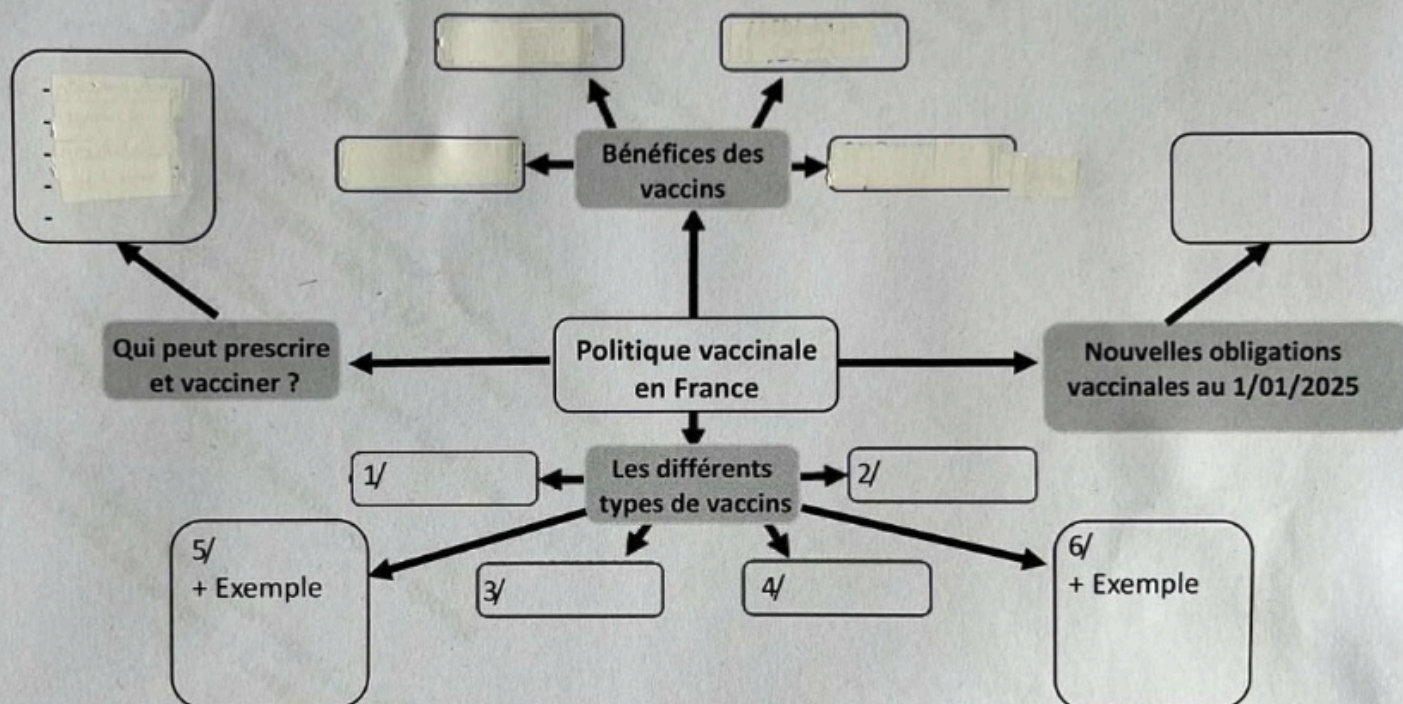 Bénéfices des
vaccins
-
-
-
-
-
Qui peut prescrire
et vacciner ?
Politique vaccinale
en France
Nouvelles obligations
vaccinales au 1/01/2025
1/
Les différents
types de vaccins
2/
5/
+ Exemple
3/
4/
6/
+ Exemple